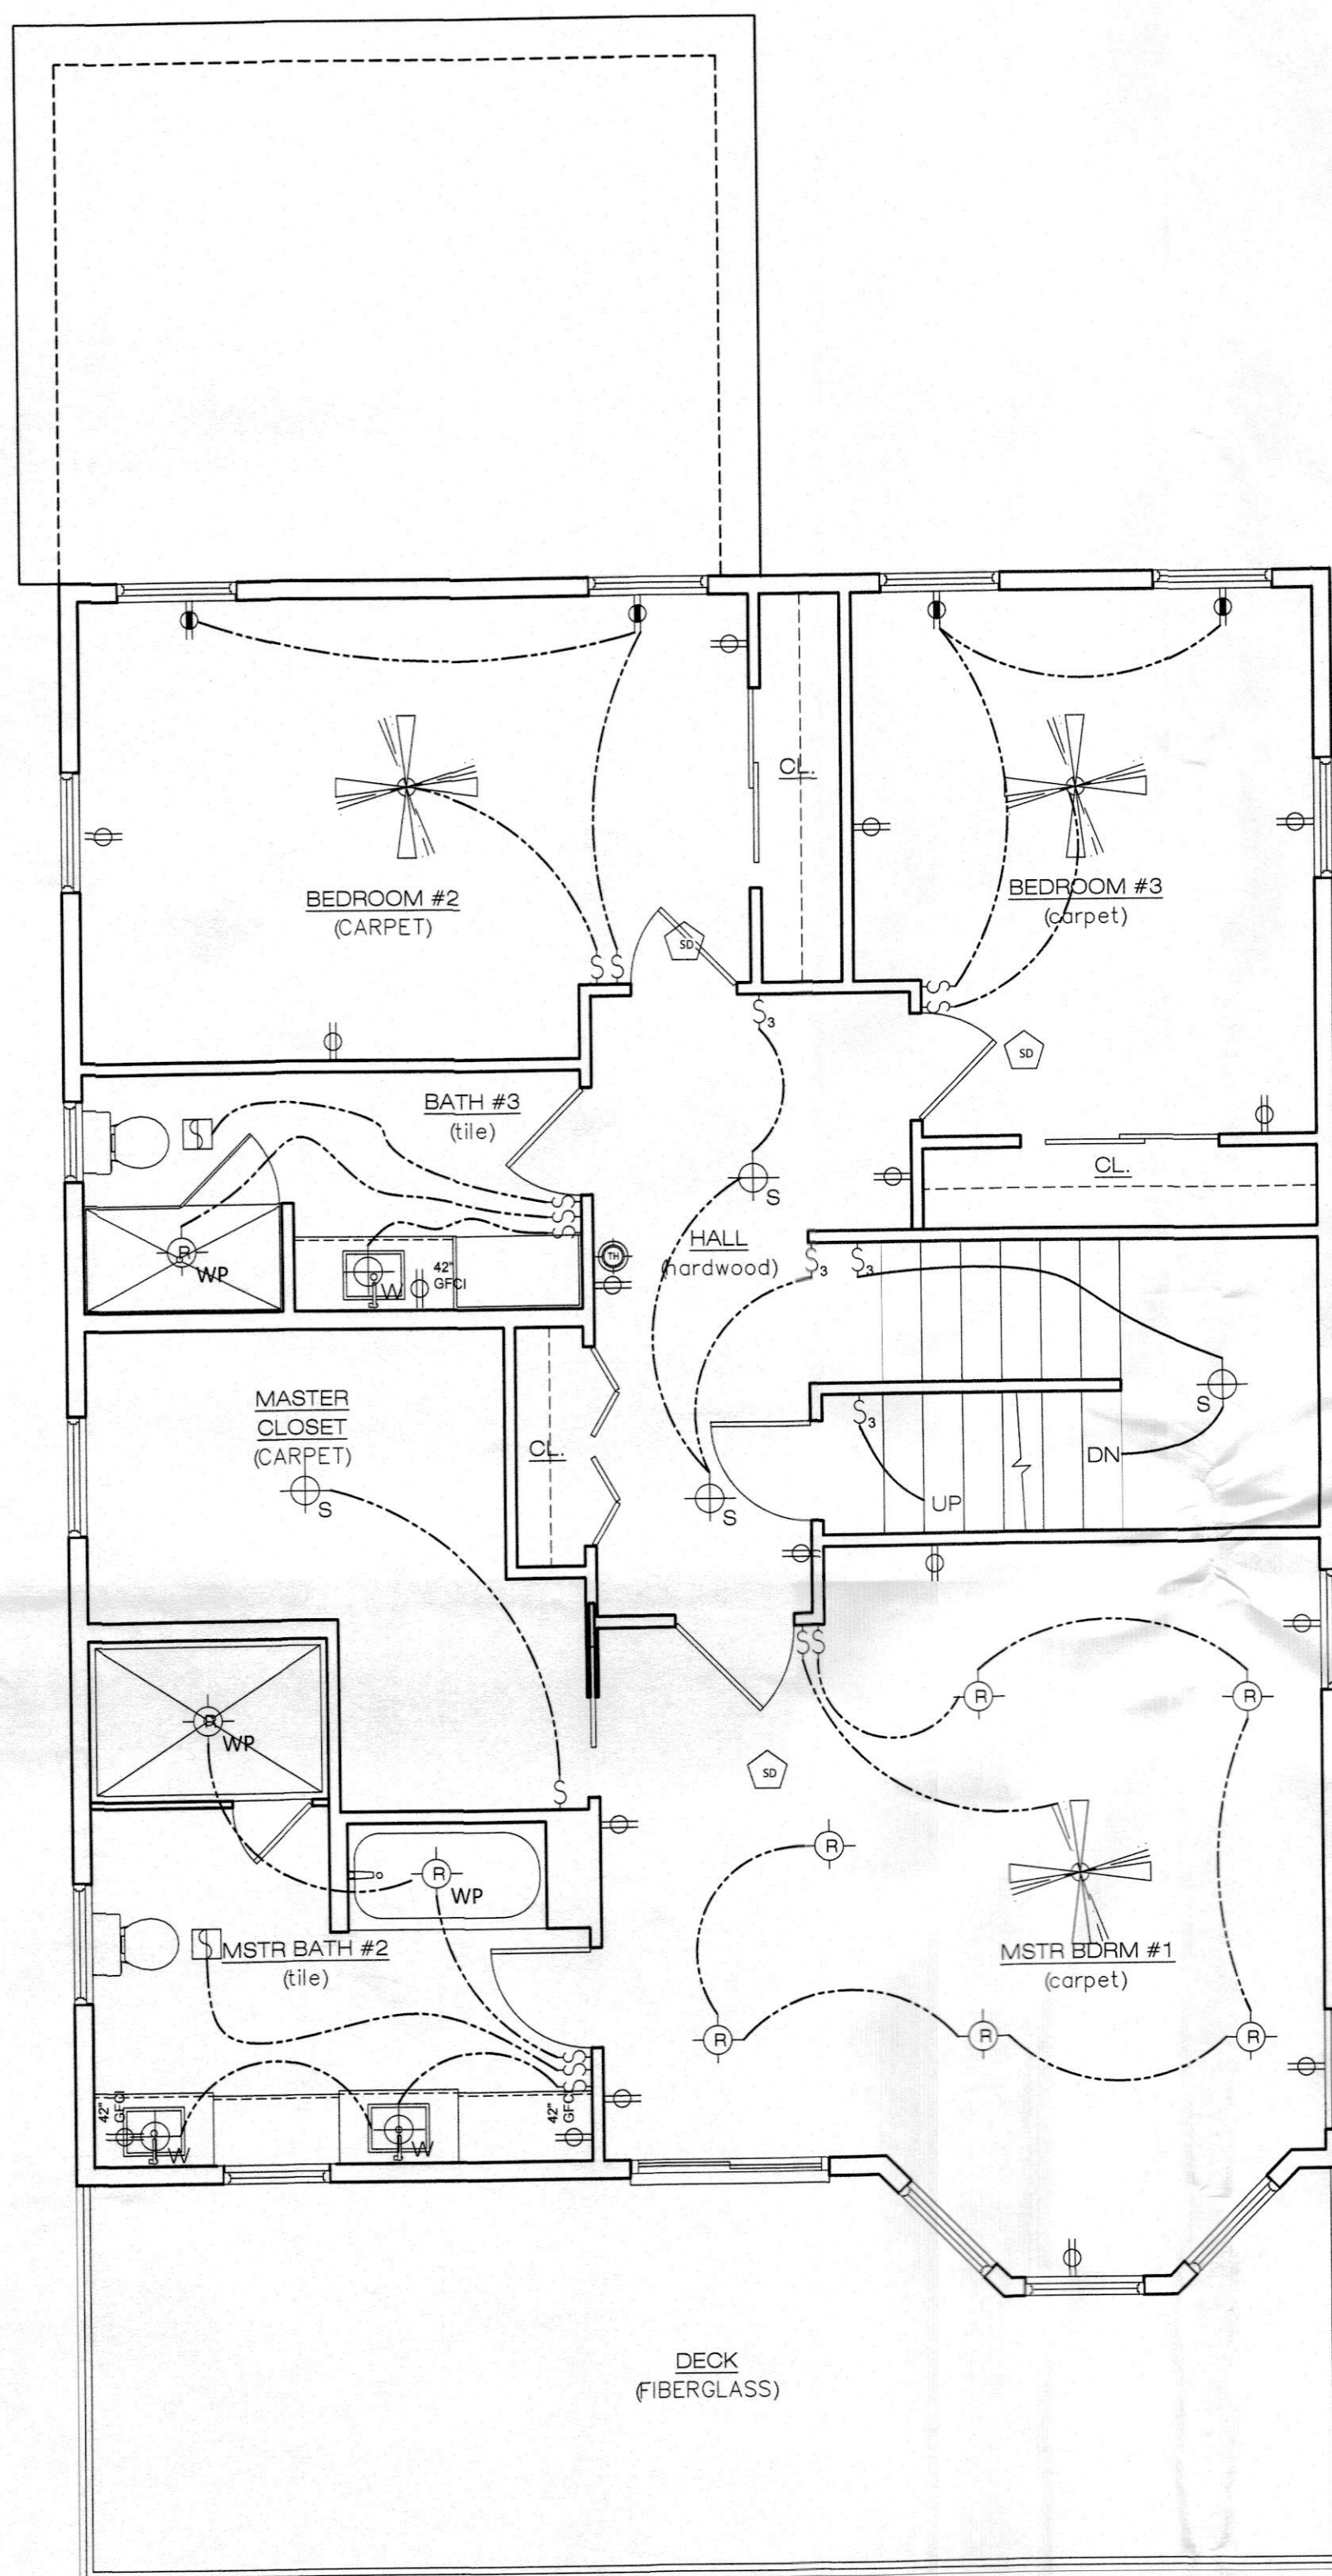 CL.
BEDROOM #2
(CARPET)
BEDROOM #3
(carpet)
S S
SD
S
S
S3
SD
BATH #3
(tile)
S
S
S
S
S
CL.
R
WP
W
42"
GFCI
TH
HALL
(hardwood)
S3
S3
MASTER
CLOSET
(CARPET)
S
CL.
S
S3
S
DN
UP
S S
R
R
R
WP
SD
S
R
R
WP
S
MSTR BATH #2
(tile)
MSTR BDRM #1
(carpet)
R
R
R
S
S
S
42"
GFCI
W
W
42"
GFCI
DECK
(FIBERGLASS)